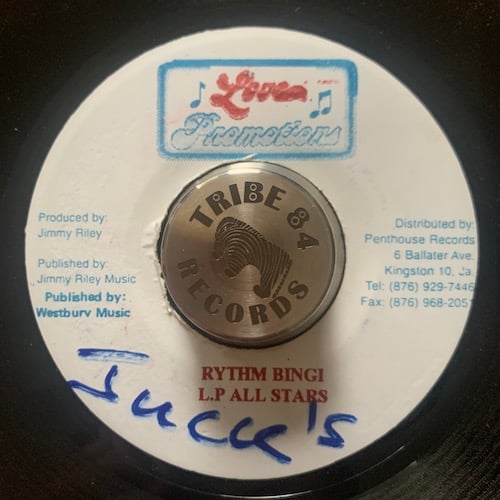 Love
Promotions
TRIBE 84
RECORDS
Produced by:
Jimmy Riley
Published by:
Jimmy Riley Music
Published by:
Westbury Music
Distributed by:
Penthouse Records
6 Ballater Ave.
Kingston 10, Ja.
Tel: (876) 929-7446
Fax: (876) 968-2051
RYTHM BINGI
L.P ALL STARS